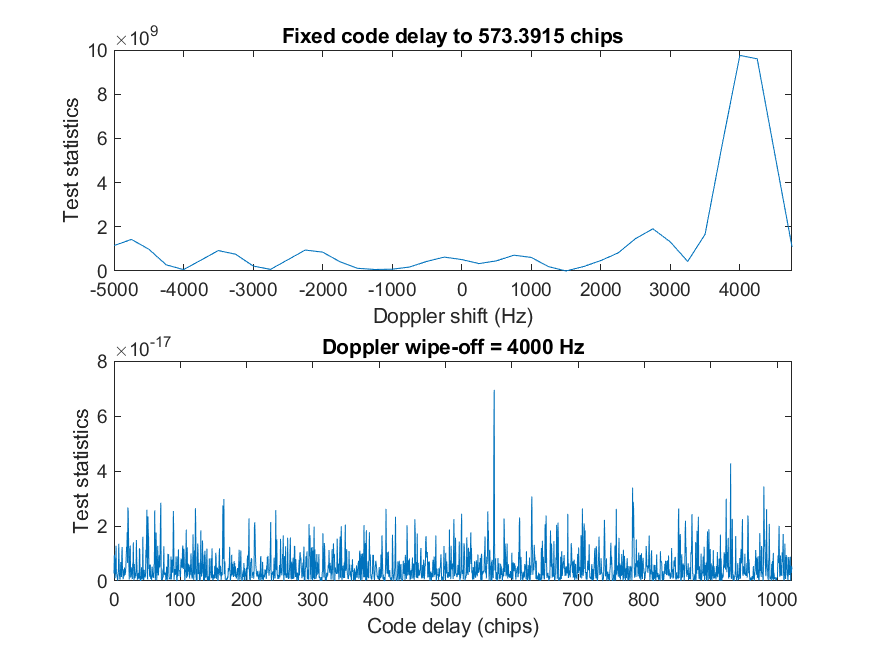 ×10⁹
Fixed code delay to 573.3915 chips
10
8
6
4
2
0
Test statistics
-5000 -4000 -3000 -2000 -1000 0 1000 2000 3000 4000
Doppler shift (Hz)
×10⁻¹⁷
Doppler wipe-off = 4000 Hz
8
6
4
2
0
Test statistics
0 100 200 300 400 500 600 700 800 900 1000
Code delay (chips)